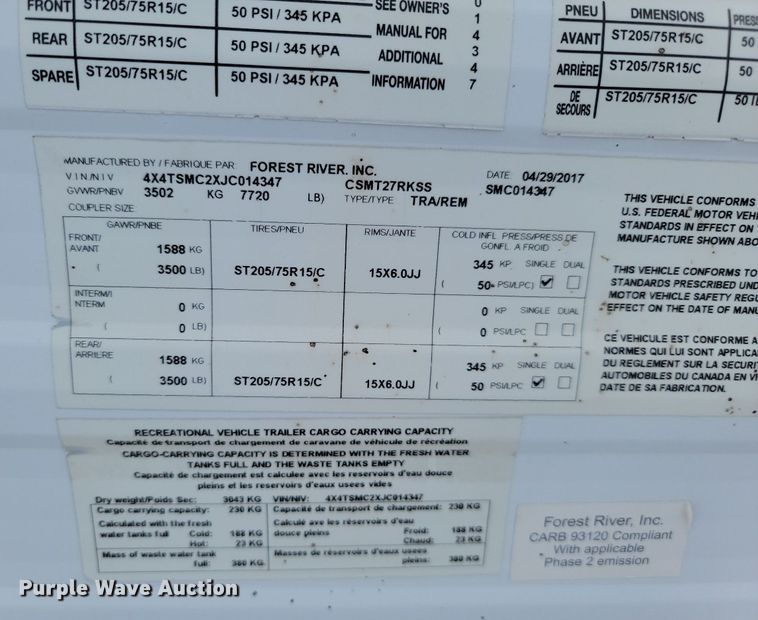 FRONT ST205/75R15/C 50 PSI / 345 KPA SEE OWNER'S 0
REAR ST205/75R15/C 50 PSI / 345 KPA MANUAL FOR 1 4
SPARE ST205/75R15/C 50 PSI / 345 KPA ADDITIONAL 3 4
INFORMATION 7
PNEU DIMENSIONS PRESS
AVANT ST205/75R15/C 50
ARRIÈRE ST205/75R15/C 50
DE SECOURS ST205/75R15/C 50
MANUFACTURED BY / FABRIQUE PAR FOREST RIVER. INC. DATE 04/29/2017
VIN/NIV 4X4TSMC2XJC014347 CSMT27RKSS SMC014347
GVWR/PNBV 3502 KG 7720 LB) TYPE/TYPE TRA/REM
COUPLER SIZE
GAWR/PNBE TIRES/PNEU RIMS/JANTE COLD INFL PRESS/PRESS DE GONFL. A FROID
FRONT/
AVANT 1588 KG 345 KP SINGLE DUAL
( 3500 LB) ST205/75R15/C 15X6.0JJ ( 50 PSI/LPC)
INTERM/I
NTERM 0 KG 0 KP SINGLE DUAL
( 0 LB) ( 0 PSI/LPC
REAR/
ARRIERE 1588 KG 345 KP SINGLE DUAL
( 3500 LB) ST205/75R15/C 15X6.0JJ ( 50 PSI/LPC
THIS VEHICLE CONFORMS
U.S. FEDERAL MOTOR VEHI
STANDARDS IN EFFECT ON
MANUFACTURE SHOWN ABO
THIS VEHICLE CONFORMS TO
STANDARDS PRESCRIBED UND
MOTOR VEHICLE SAFETY REGU
EFFECT ON THE DATE OF MANU
CE VEHICULE EST CONFORME A
NORMES QUI LUI SONT APPLICA
DU REGLEMENT SUR LA SECURIT
AUTOMOBILES DU CANADA EN VI
DATE DE SA FABRICATION.
RECREATIONAL VEHICLE TRAILER CARGO CARRYING CAPACITY
Capacité de transport de chargement de caravane de véhicule de récréation
CARGO-CARRYING CAPACITY IS DETERMINED WITH THE FRESH WATER
TANKS FULL AND THE WASTE TANKS EMPTY
Capacité de chargement est calculee avec les reservoirs d'eau douce
pleins et les reservoirs d'eaux usees vides
Dry weight/Poids Sec: 3043 KG VIN/NIV: 4X4TSMC2XJC014347
Cargo carrying capacity: 230 KG Capacité de transport de chargement: 230 KG
Calculated with the fresh Calculé ave les réservoirs d'eau
water tanks full Cold: 188 KG douce pleins Froid: 188 KG
Hot: 23 KG Chaud: 23 KG
Mass of waste water tank Masses de réservoirs d'eaux usees
full: 380 KG pleins: 380 KG
Forest River, Inc.
CARB 93120 Compliant
With applicable
Phase 2 emission
Purple Wave Auction